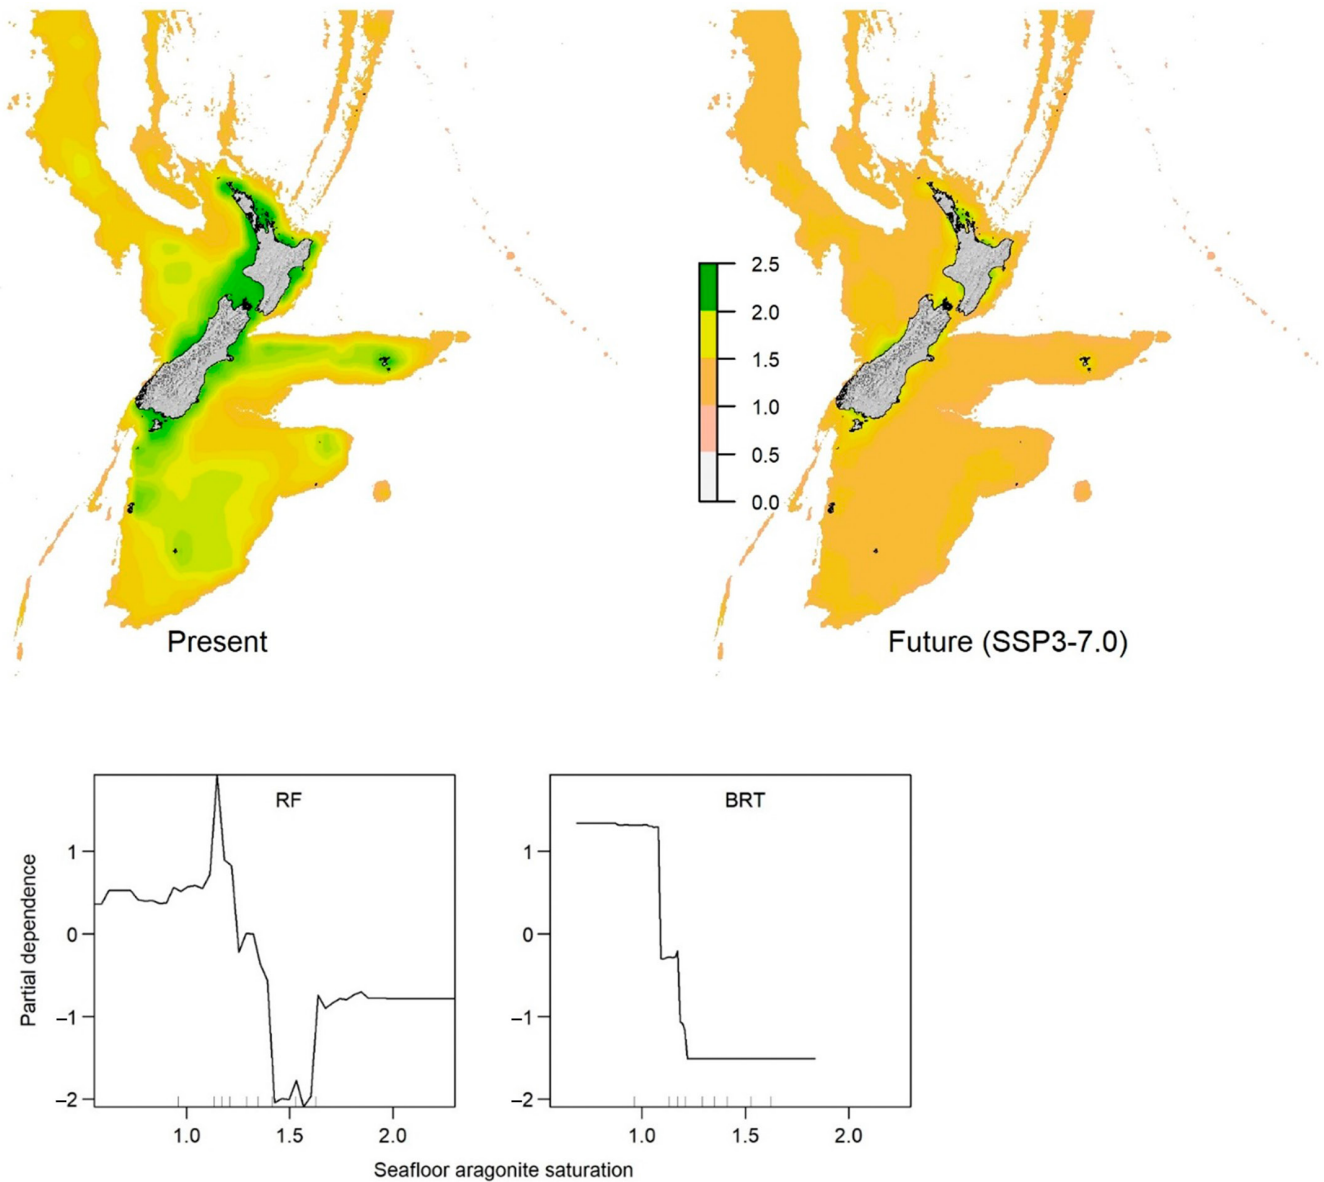 2.5
2.0
1.5
1.0
0.5
0.0
Present
Future (SSP3-7.0)
RF
BRT
Partial dependence
1
0
−1
−2
1
0
−1
−2
1.0 1.5 2.0
1.0 1.5 2.0
Seafloor aragonite saturation